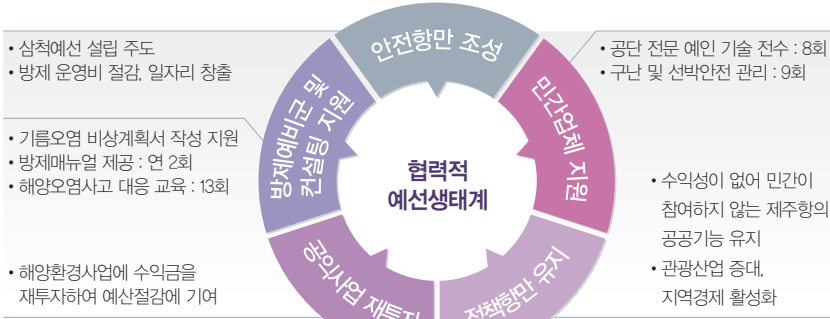 • 삼척예선 설립 주도
• 방제 운영비 절감, 일자리 창출
• 기름오염 비상계획서 작성 지원
• 방제매뉴얼 제공 : 연 2회
• 해양오염사고 대응 교육 : 13회
• 해양환경사업에 수익금을
재투자하여 예산절감에 기여
안전항만 조성
방제예비군 및
컨설팅 지원
민간업체 지원
협력적
예선생태계
공익사업 재투자
정책항만 유지
• 공단 전문 예인 기술 전수 : 8회
• 구난 및 선박안전 관리 : 9회
• 수익성이 없어 민간이
참여하지 않는 제주항의
공공기능 유지
• 관광산업 증대,
지역경제 활성화